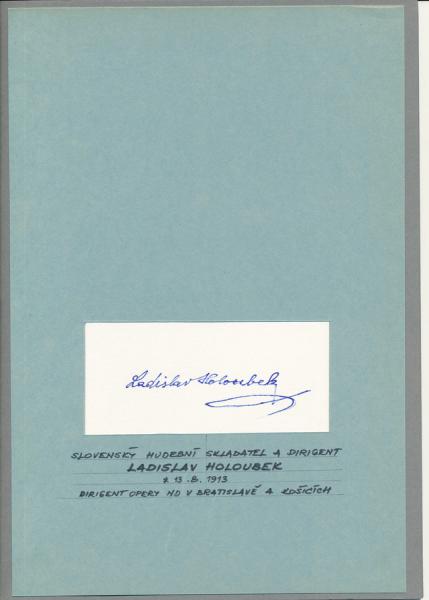 Ladislav Holoubek
SLOVENSKÝ HUDEBNÍ SKLADATEL A DIRIGENT
LADISLAV HOLOUBEK
* 13.8. 1913
DIRIGENT OPERY ND V BRATISLAVĚ A KOŠICÍCH